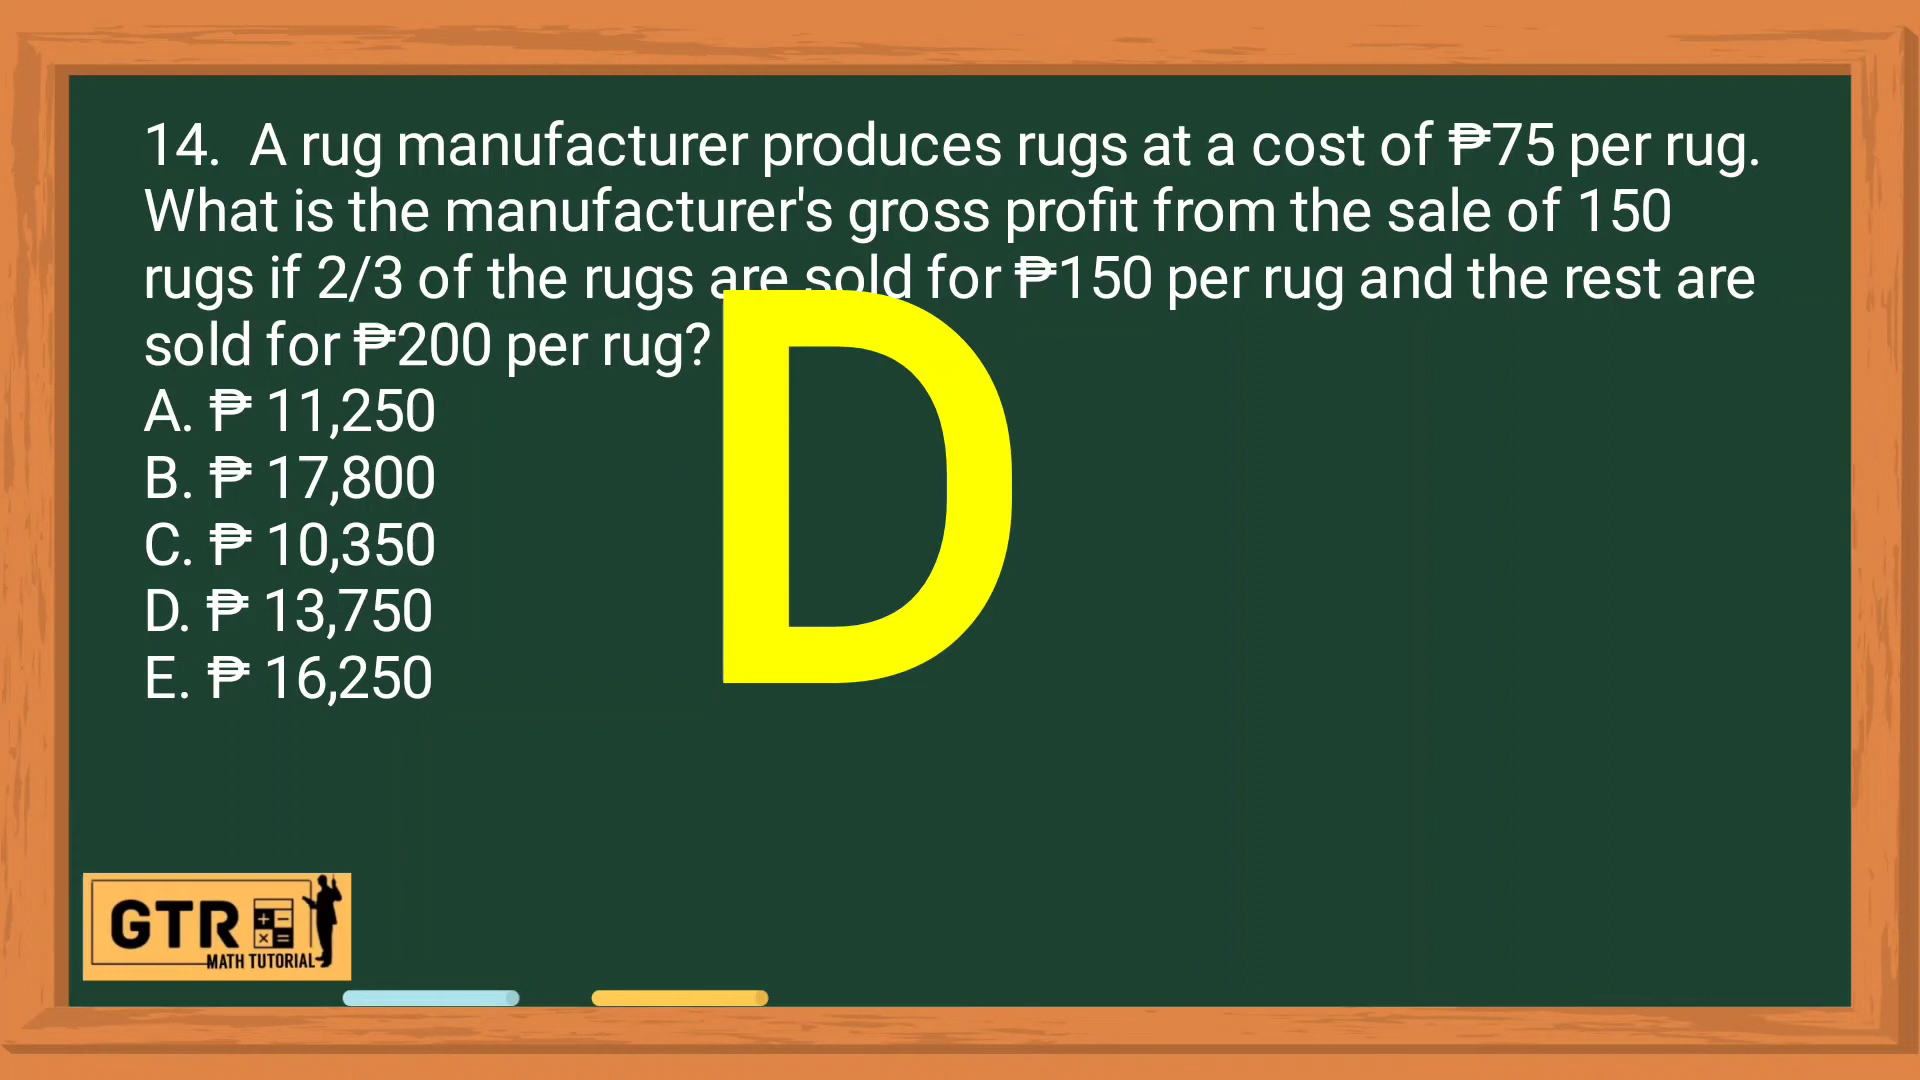 14. A rug manufacturer produces rugs at a cost of ₱75 per rug.
What is the manufacturer's gross profit from the sale of 150
rugs if 2/3 of the rugs are sold for ₱150 per rug and the rest are
sold for ₱200 per rug?
A. ₱ 11,250
B. ₱ 17,800
C. ₱ 10,350
D. ₱ 13,750
E. ₱ 16,250
D
GTR
MATH TUTORIAL